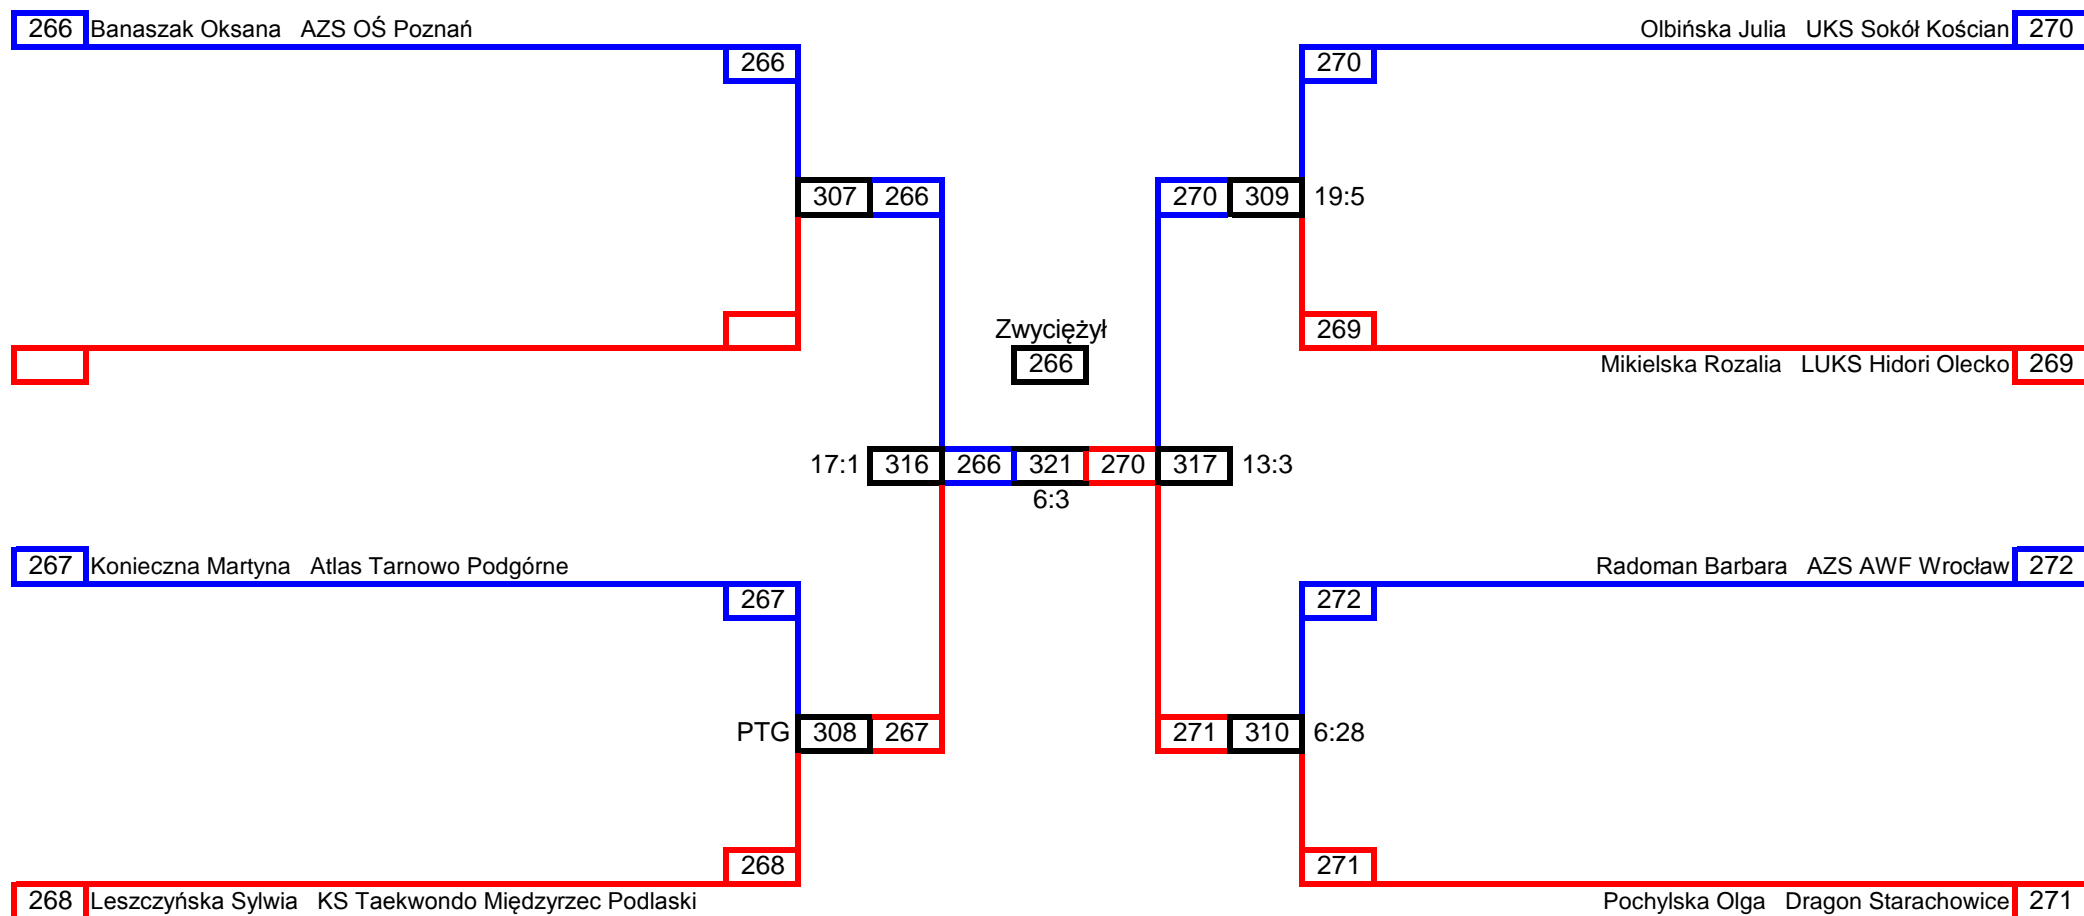 266 Banaszak Oksana AZS OŚ Poznań
Olbińska Julia UKS Sokół Kościan 270
266
270
307 266
270 309 19:5
Zwyciężył
266
269
Mikielska Rozalia LUKS Hidori Olecko 269
17:1 316 266 321 270 317 13:3
6:3
267 Konieczna Martyna Atlas Tarnowo Podgórne
Radoman Barbara AZS AWF Wrocław 272
267
272
PTG 308 267
271 310 6:28
268
271
268 Leszczyńska Sylwia KS Taekwondo Międzyrzec Podlaski
Pochylska Olga Dragon Starachowice 271